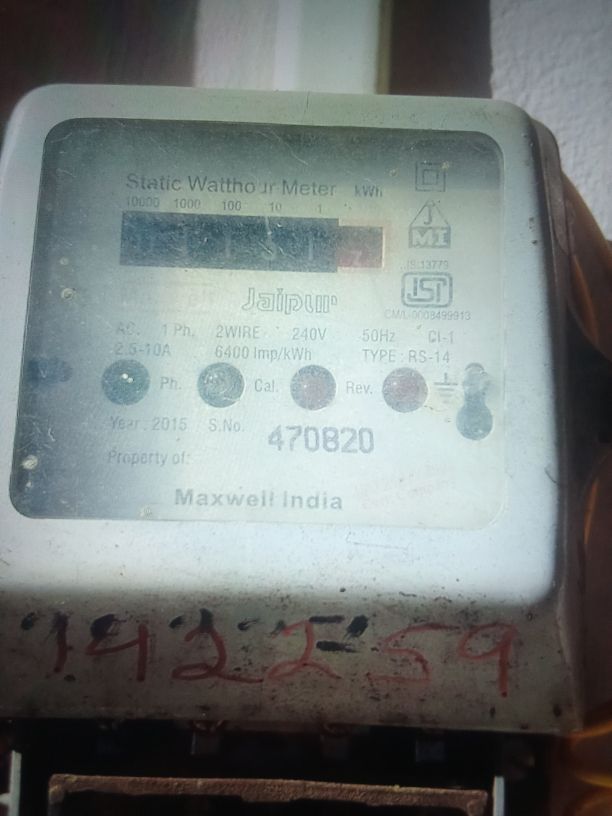 Static Watthour Meter kWh
10000 1000 100 10 1
J
MI
IS:13779
Jaipur
ISI
CM/L-0008499913
AC. 1 Ph. 2WIRE 240V 50Hz Cl-1
2.5-10A 6400 Imp/kWh TYPE : RS-14
Ph. Cal. Rev.
Year : 2015 S.No. 470820
Property of:
Maxwell India
142259